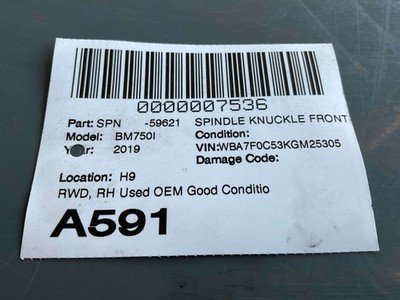 0000007536
Part: SPN -59621 SPINDLE KNUCKLE FRONT
Model: BM750I Condition:
Year: 2019 VIN:WBA7F0C53KGM25305
Damage Code:
Location: H9
RWD, RH Used OEM Good Conditio
A591